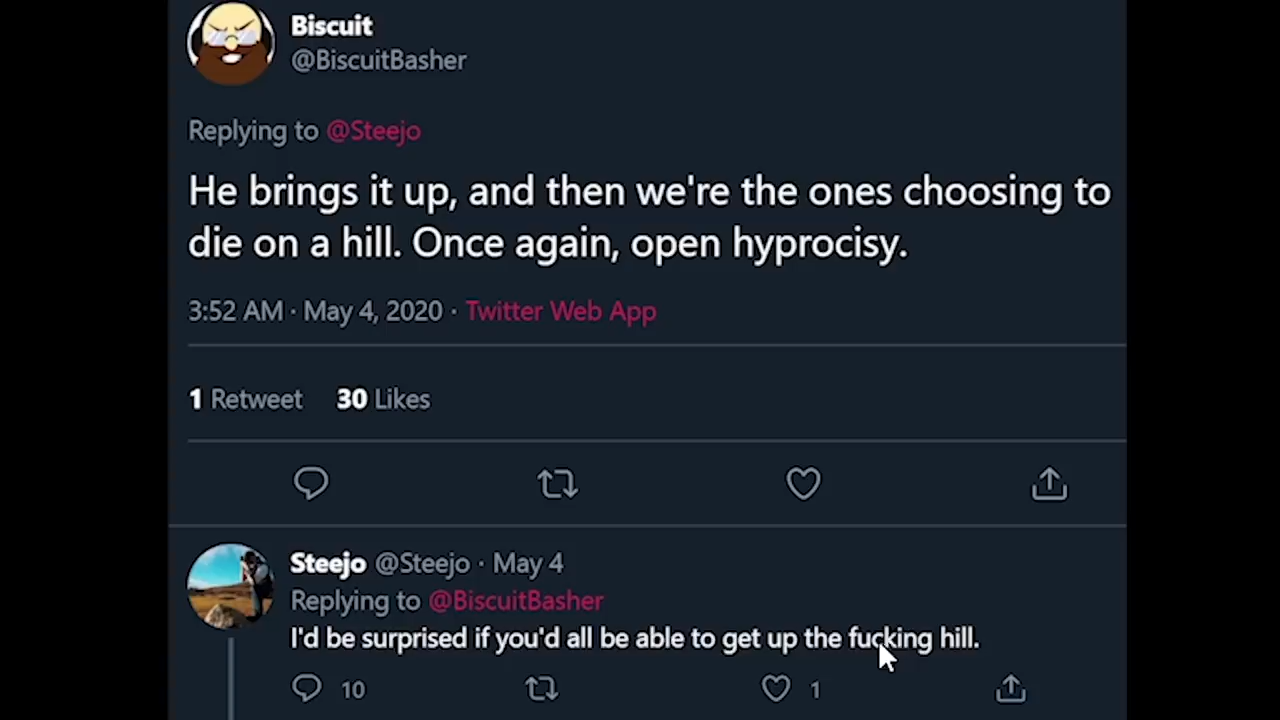 Biscuit
@BiscuitBasher
Replying to @Steejo
He brings it up, and then we're the ones choosing to
die on a hill. Once again, open hyprocisy.
3:52 AM · May 4, 2020 · Twitter Web App
1 Retweet 30 Likes
Steejo @Steejo · May 4
Replying to @BiscuitBasher
I'd be surprised if you'd all be able to get up the fucking hill.
10 1